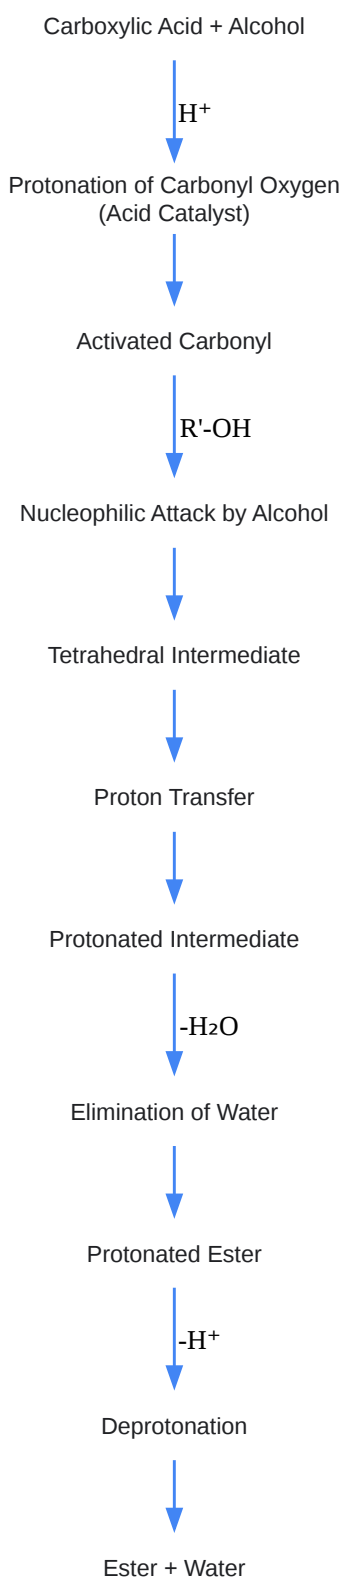 Carboxylic Acid + Alcohol
H⁺
Protonation of Carbonyl Oxygen
(Acid Catalyst)
Activated Carbonyl
R'-OH
Nucleophilic Attack by Alcohol
Tetrahedral Intermediate
Proton Transfer
Protonated Intermediate
-H₂O
Elimination of Water
Protonated Ester
-H⁺
Deprotonation
Ester + Water